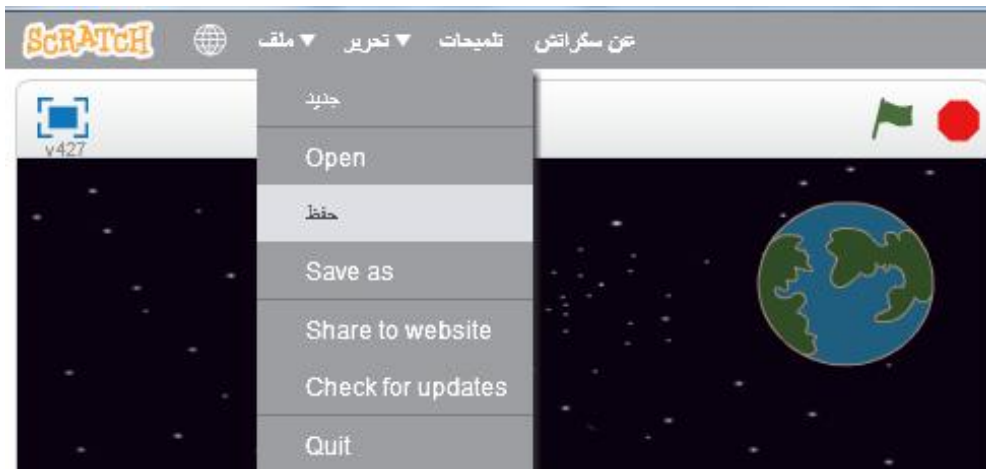 SCRATCH ملف ▼ تحرير ▼ تلميحات عن سكراتش
v427
جديد
Open
حفظ
Save as
Share to website
Check for updates
Quit